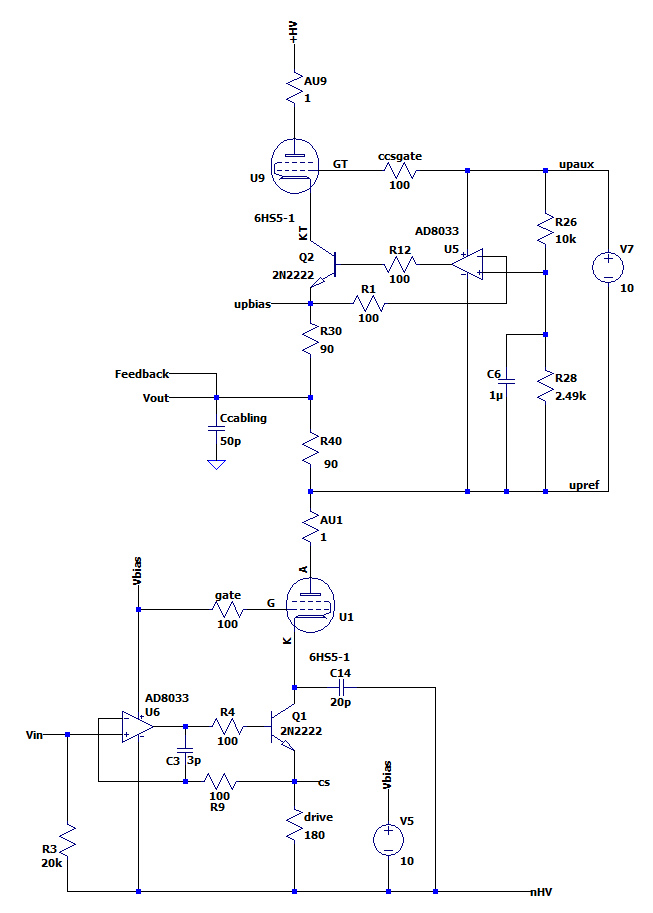 +HV
AU9
1
GT
ccsgate
100
upaux
U9
6HS5-1
KT
AD8033
U5
R26
10k
V7
10
Q2
2N2222
R12
100
upbias
R1
100
R30
90
Feedback
Vout
Ccabling
50p
C6
1µ
R28
2.49k
R40
90
upref
AU1
1
A
Vbias
gate
100
G
U1
K
6HS5-1
C14
20p
AD8033
U6
R4
100
Q1
2N2222
Vin
C3
3p
100
R9
cs
Vbias
drive
180
V5
10
R3
20k
nHV